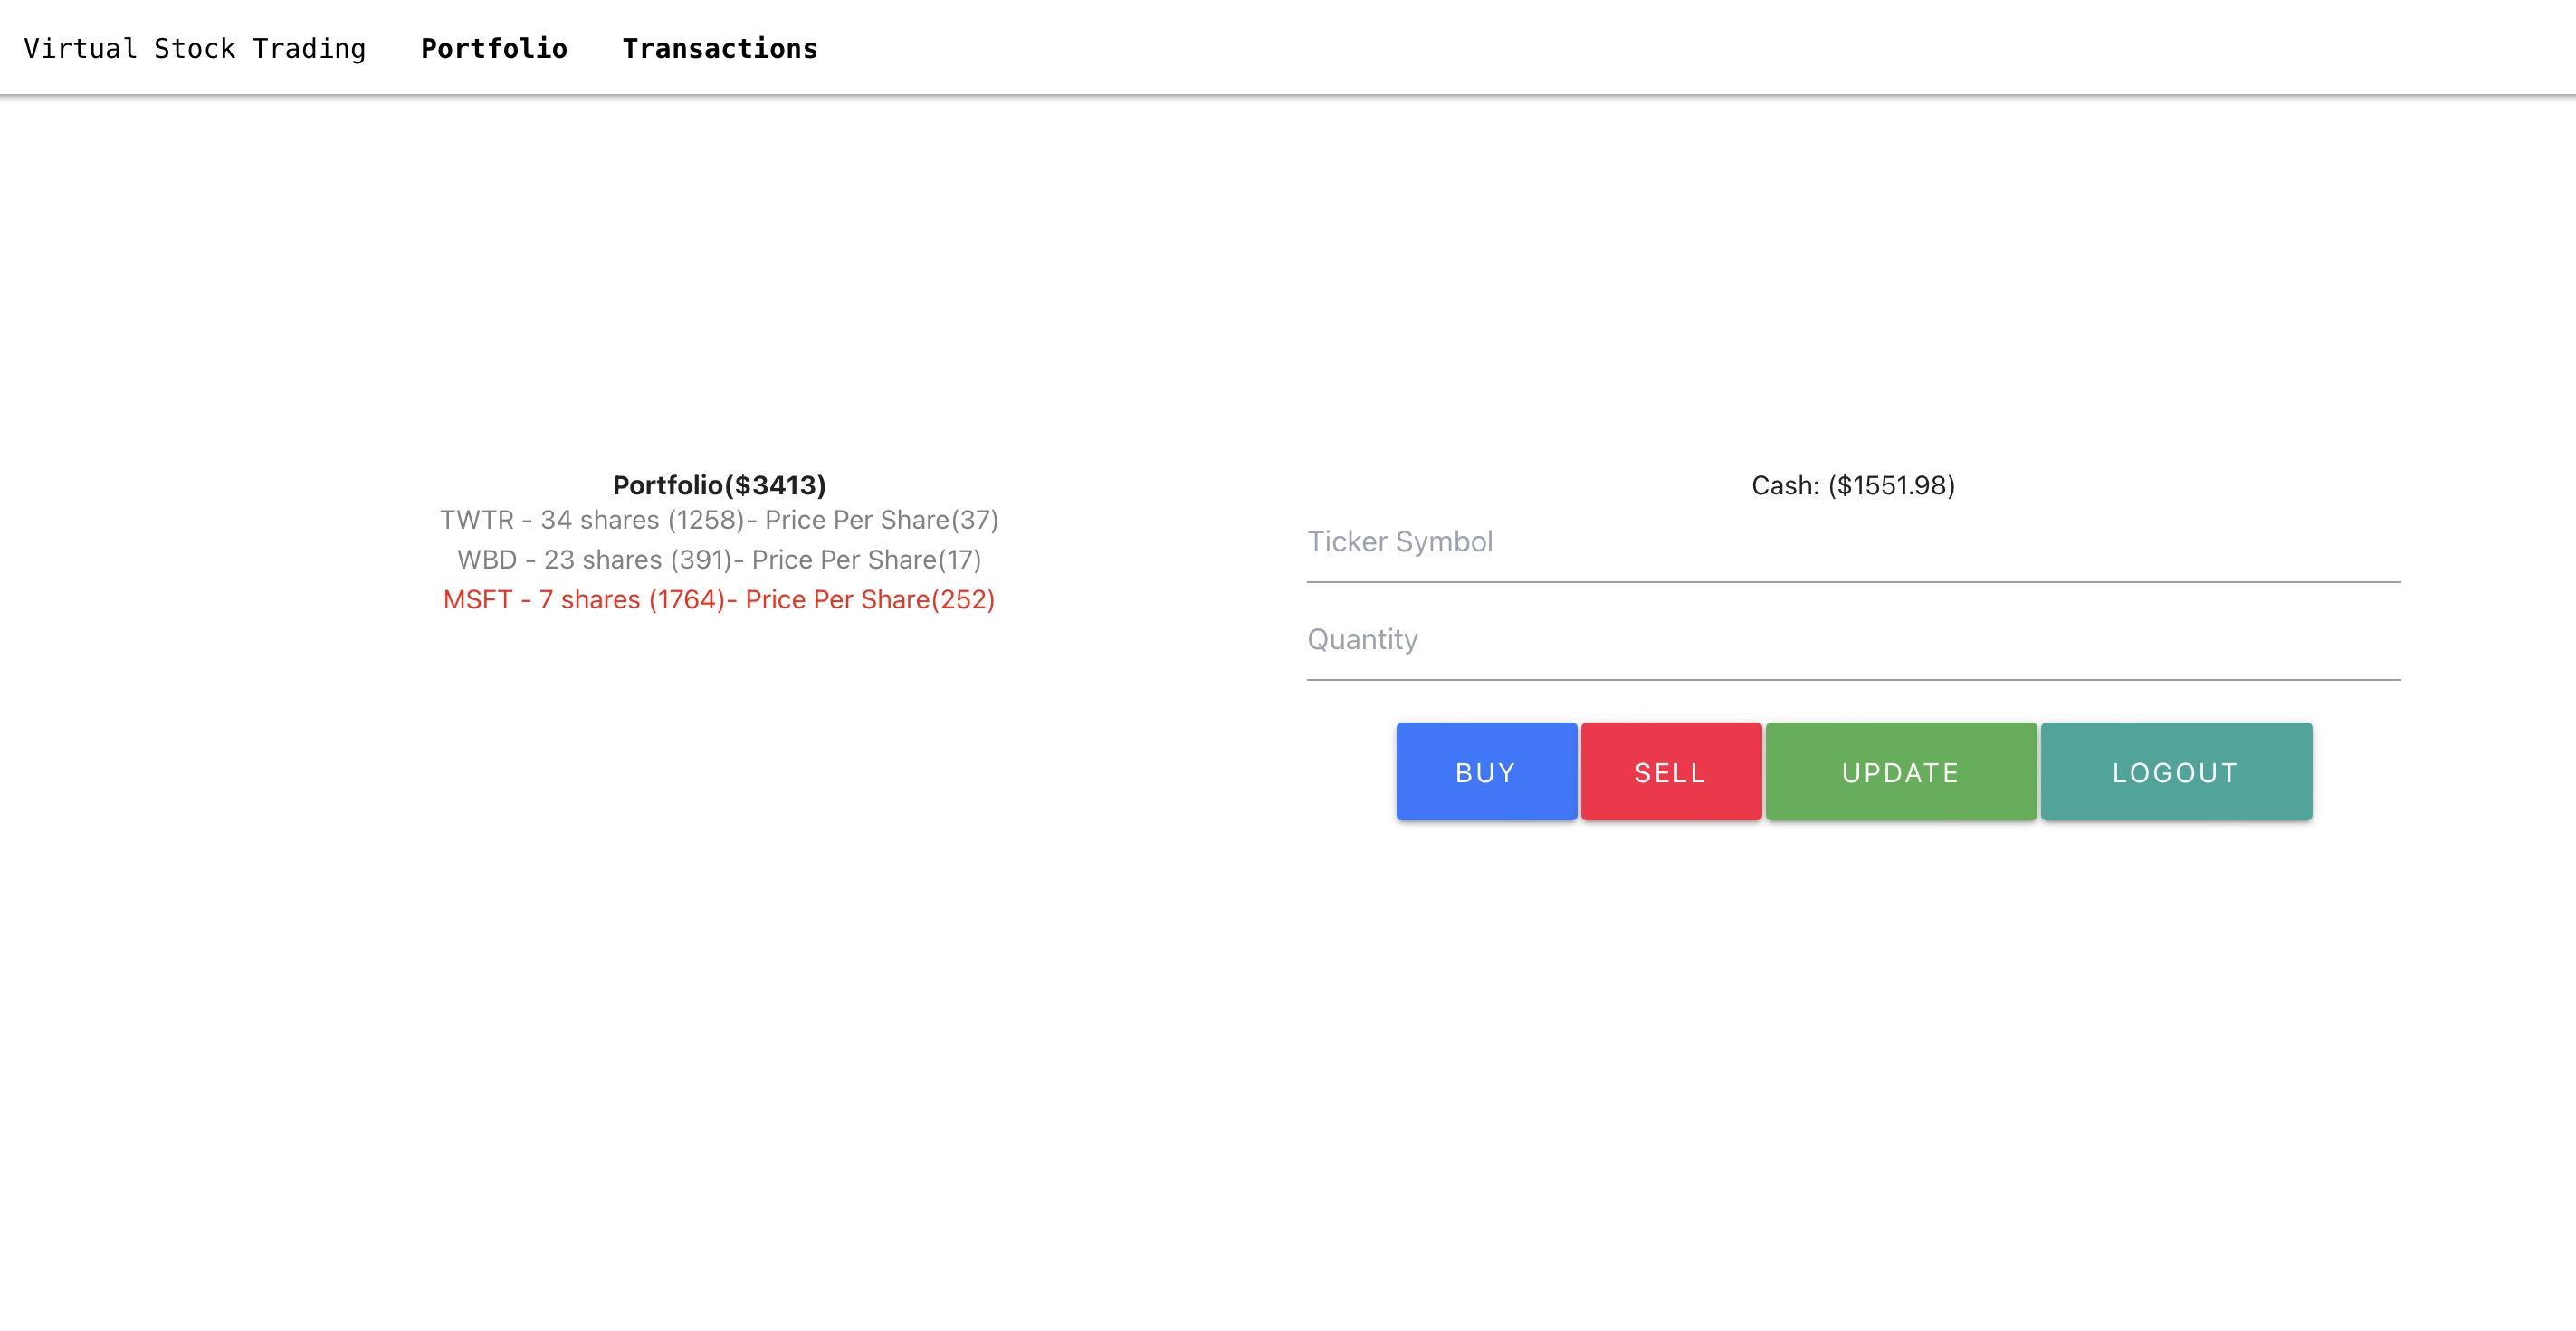 Virtual Stock Trading Portfolio Transactions
Portfolio($3413)
TWTR - 34 shares (1258)- Price Per Share(37)
WBD - 23 shares (391)- Price Per Share(17)
MSFT - 7 shares (1764)- Price Per Share(252)
Cash: ($1551.98)
Ticker Symbol
Quantity
BUY SELL UPDATE LOGOUT